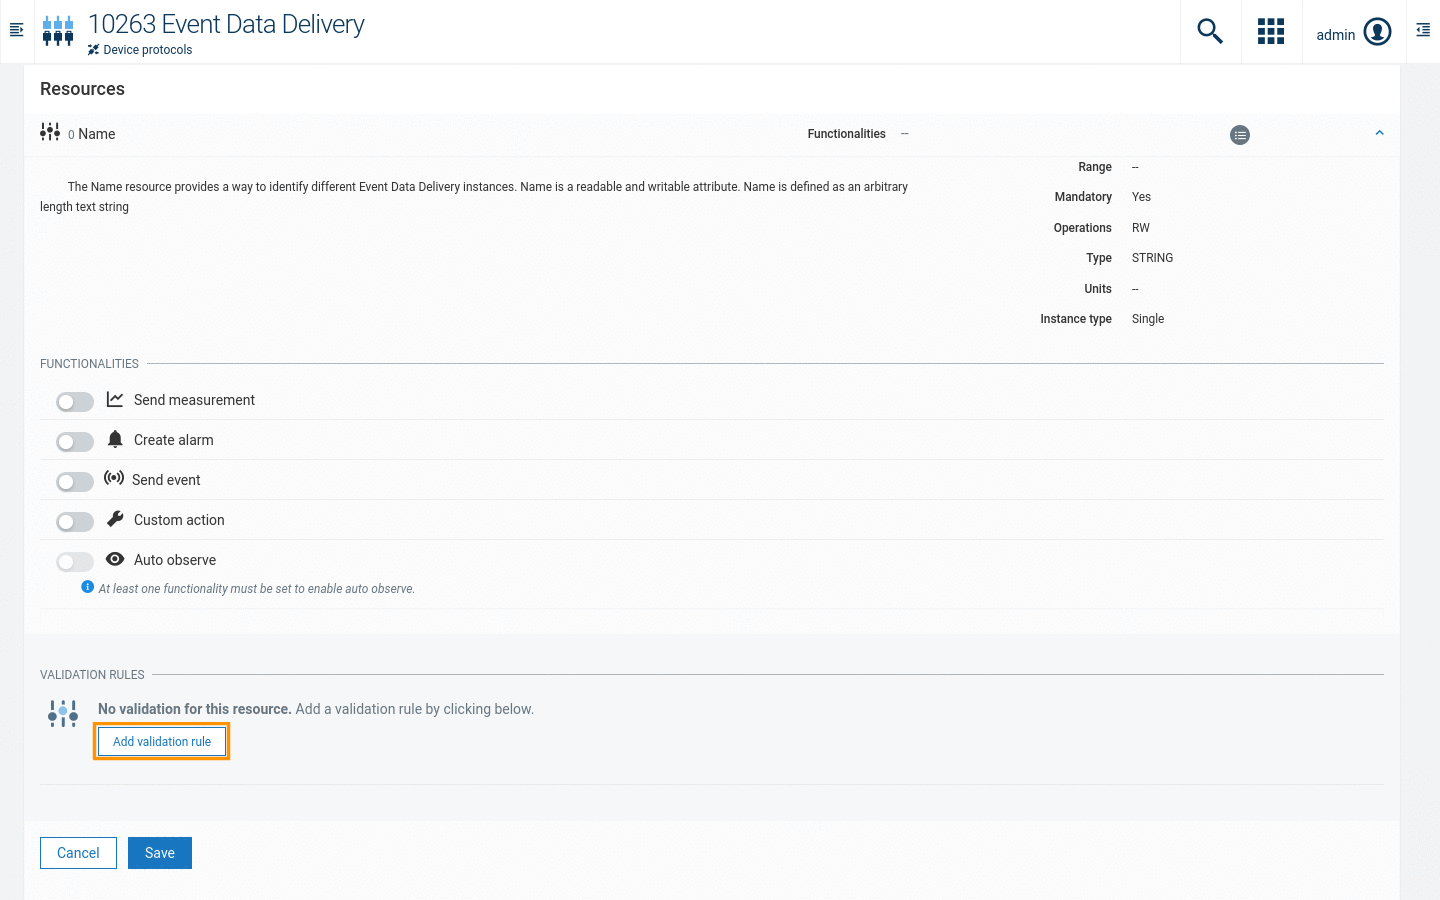 10263 Event Data Delivery
Device protocols
admin
Resources
0 Name
Functionalities --
The Name resource provides a way to identify different Event Data Delivery instances. Name is a readable and writable attribute. Name is defined as an arbitrary
length text string
Range --
Mandatory Yes
Operations RW
Type STRING
Units --
Instance type Single
FUNCTIONALITIES
Send measurement
Create alarm
Send event
Custom action
Auto observe
At least one functionality must be set to enable auto observe.
VALIDATION RULES
No validation for this resource. Add a validation rule by clicking below.
Add validation rule
Cancel Save